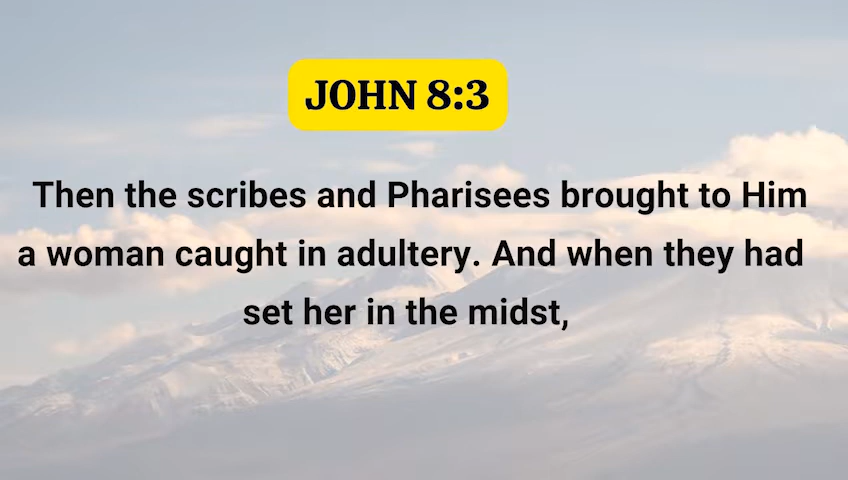 JOHN 8:3
Then the scribes and Pharisees brought to Him
a woman caught in adultery. And when they had
set her in the midst,